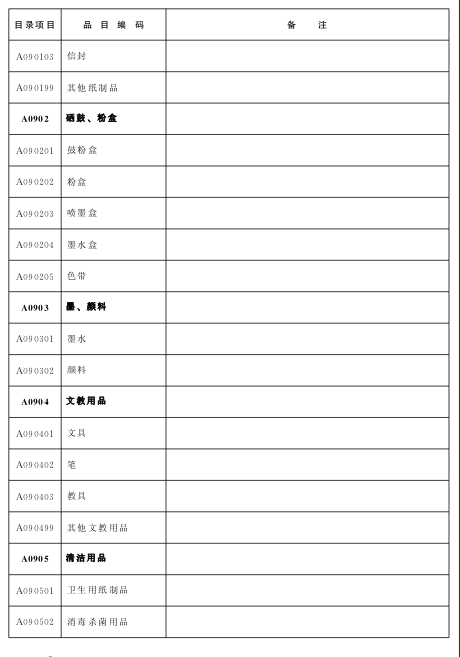 目录项目 品目编码 备注
A090103 信封
A090199 其他纸制品
A0902 硒鼓、粉盒
A090201 鼓粉盒
A090202 粉盒
A090203 喷墨盒
A090204 墨水盒
A090205 色带
A0903 墨、颜料
A090301 墨水
A090302 颜料
A0904 文教用品
A090401 文具
A090402 笔
A090403 教具
A090499 其他文教用品
A0905 清洁用品
A090501 卫生用纸制品
A090502 消毒杀菌用品